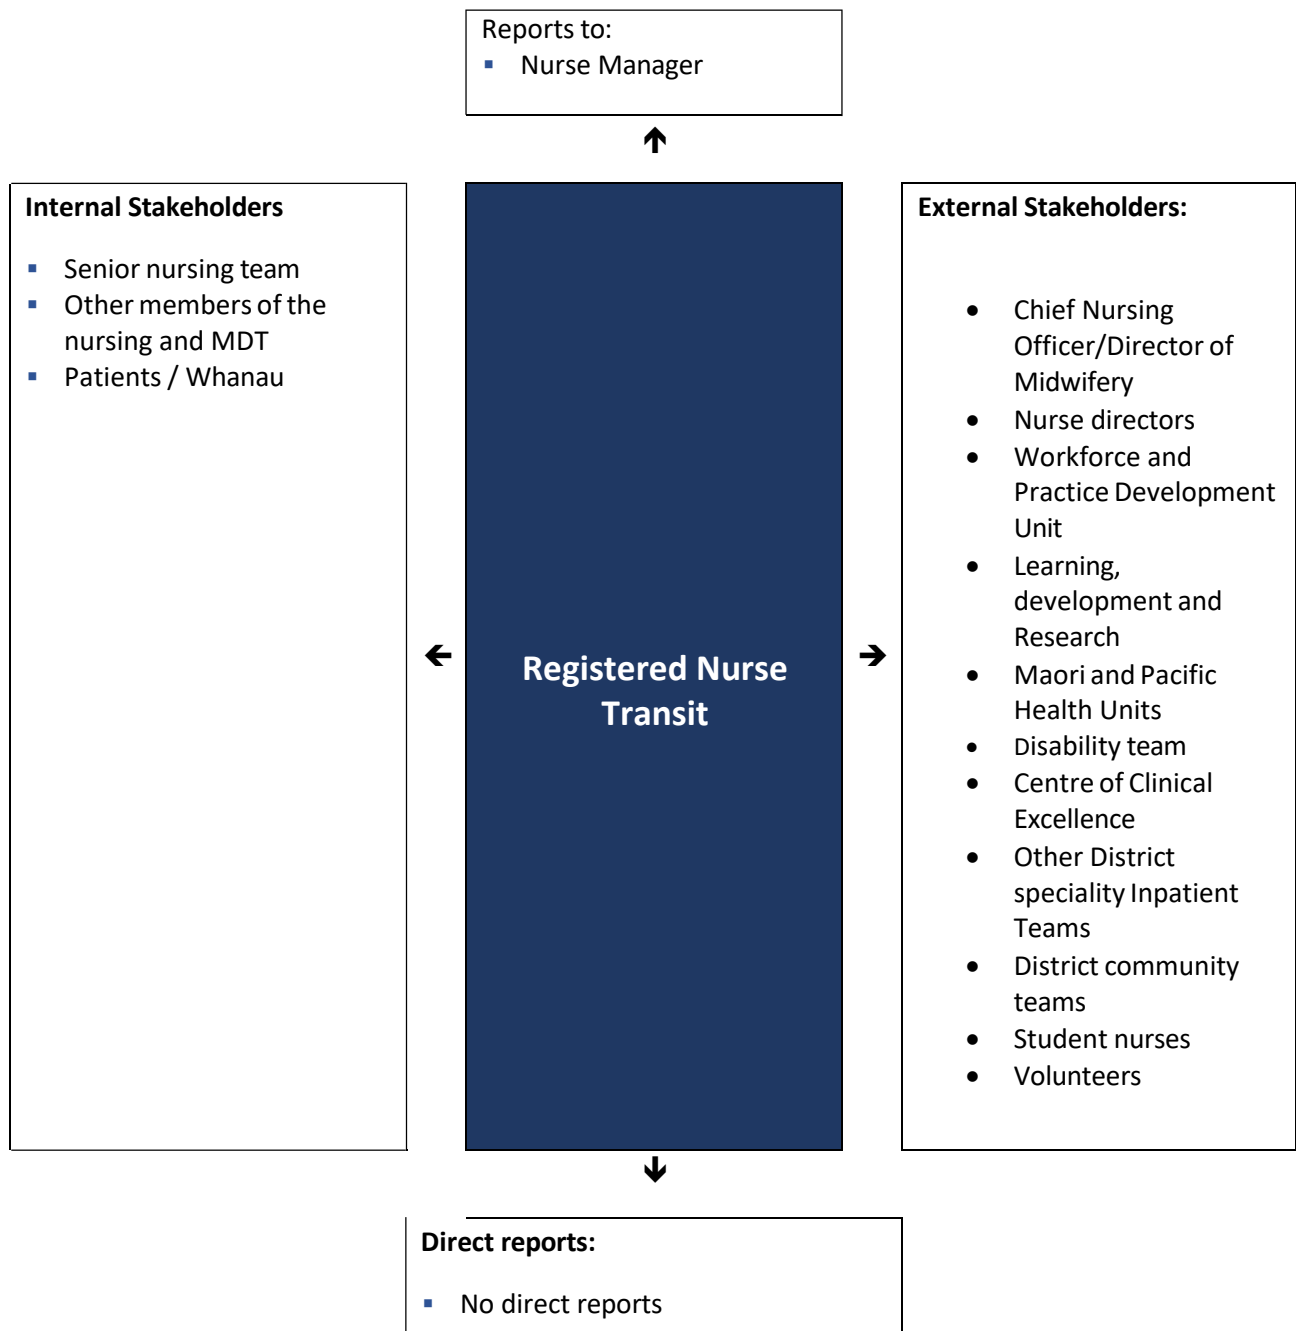 Reports to:
▪ Nurse Manager
Internal Stakeholders
▪ Senior nursing team
▪ Other members of the
nursing and MDT
▪ Patients / Whanau
Registered Nurse
Transit
External Stakeholders:
• Chief Nursing
Officer/Director of
Midwifery
• Nurse directors
• Workforce and
Practice Development
Unit
• Learning,
development and
Research
• Maori and Pacific
Health Units
• Disability team
• Centre of Clinical
Excellence
• Other District
speciality Inpatient
Teams
• District community
teams
• Student nurses
• Volunteers
Direct reports:
▪ No direct reports